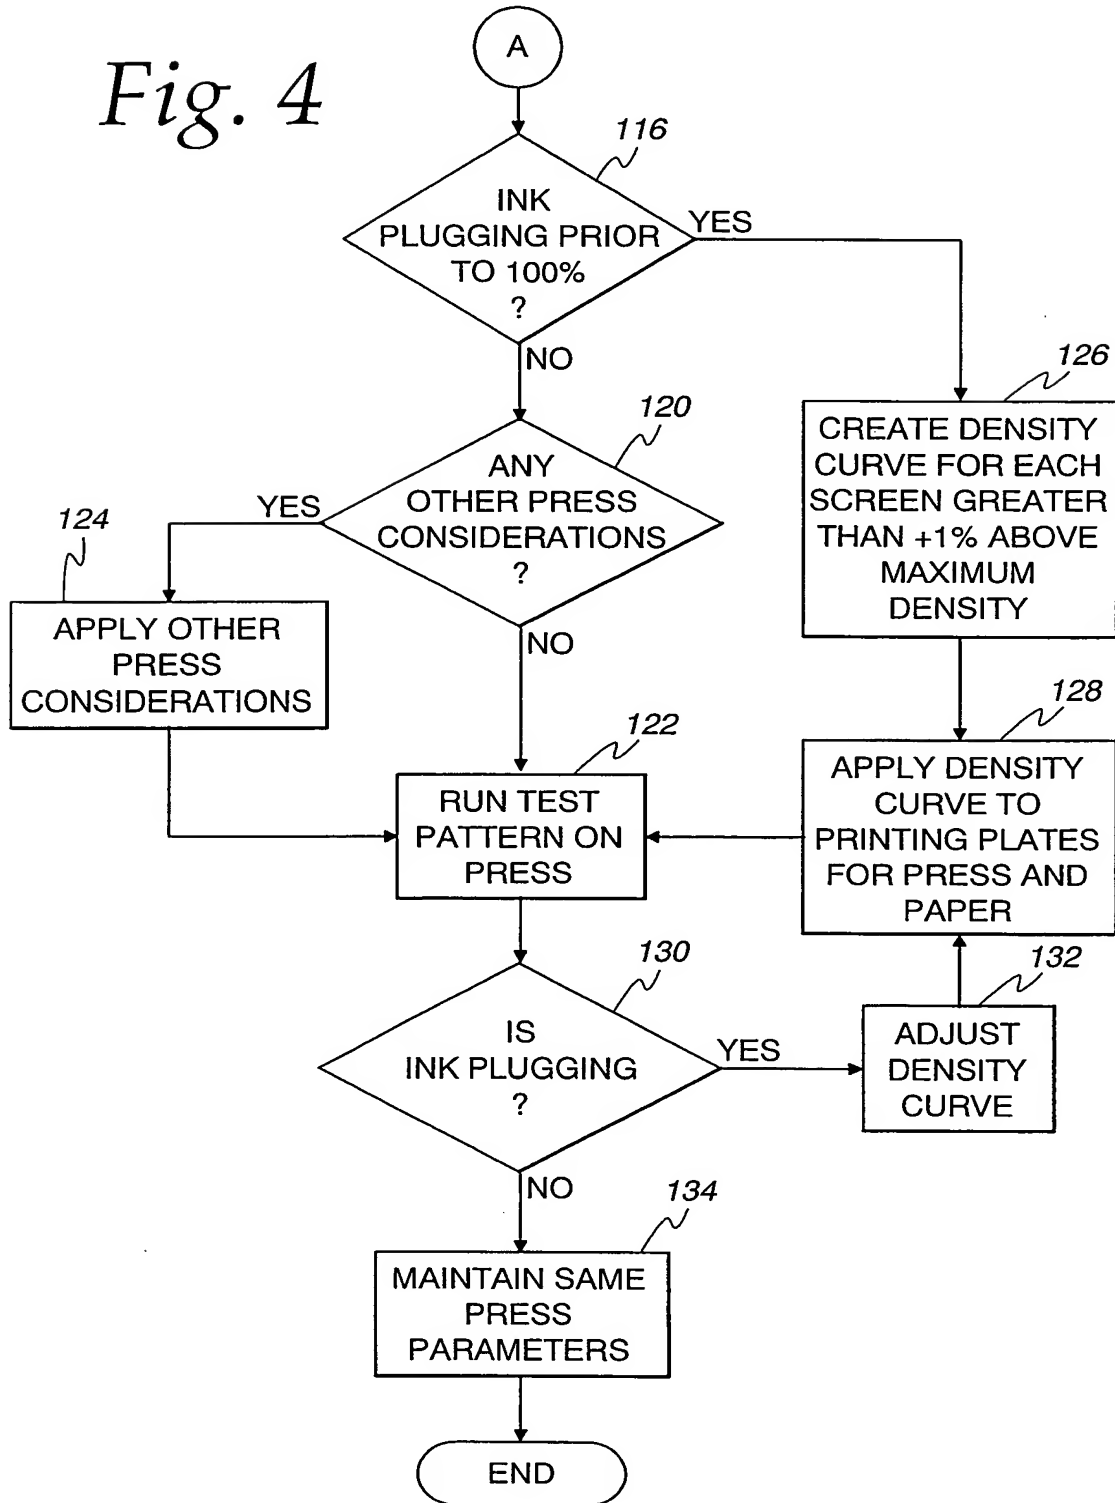 Fig. 4
A
116
INK
PLUGGING PRIOR
TO 100%
?
YES
NO
126
CREATE DENSITY
CURVE FOR EACH
SCREEN GREATER
THAN +1% ABOVE
MAXIMUM
DENSITY
120
ANY
OTHER PRESS
CONSIDERATIONS
?
YES
NO
124
APPLY OTHER
PRESS
CONSIDERATIONS
122
RUN TEST
PATTERN ON
PRESS
128
APPLY DENSITY
CURVE TO
PRINTING PLATES
FOR PRESS AND
PAPER
130
IS
INK PLUGGING
?
YES
NO
132
ADJUST
DENSITY
CURVE
134
MAINTAIN SAME
PRESS
PARAMETERS
END